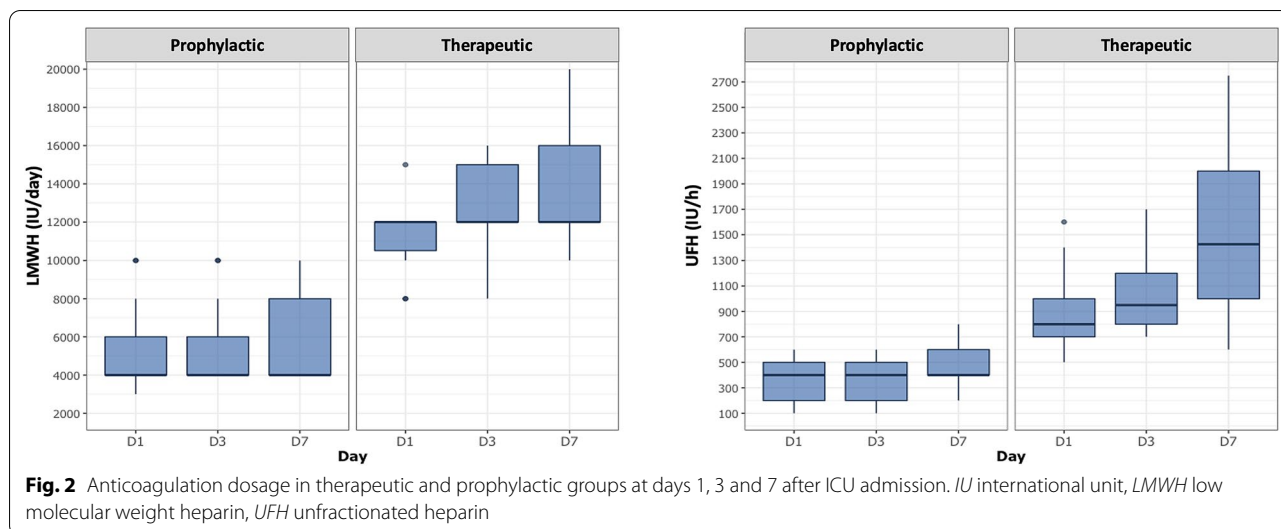 Prophylactic Therapeutic
LMWH (IU/day)
20000
18000
16000
14000
12000
10000
8000
6000
4000
2000
D1 D3 D7 D1 D3 D7
Day
Prophylactic Therapeutic
UFH (IU/h)
2700
2500
2300
2100
1900
1700
1500
1300
1100
900
700
500
300
100
D1 D3 D7 D1 D3 D7
Day
Fig. 2 Anticoagulation dosage in therapeutic and prophylactic groups at days 1, 3 and 7 after ICU admission. IU international unit, LMWH low
molecular weight heparin, UFH unfractionated heparin